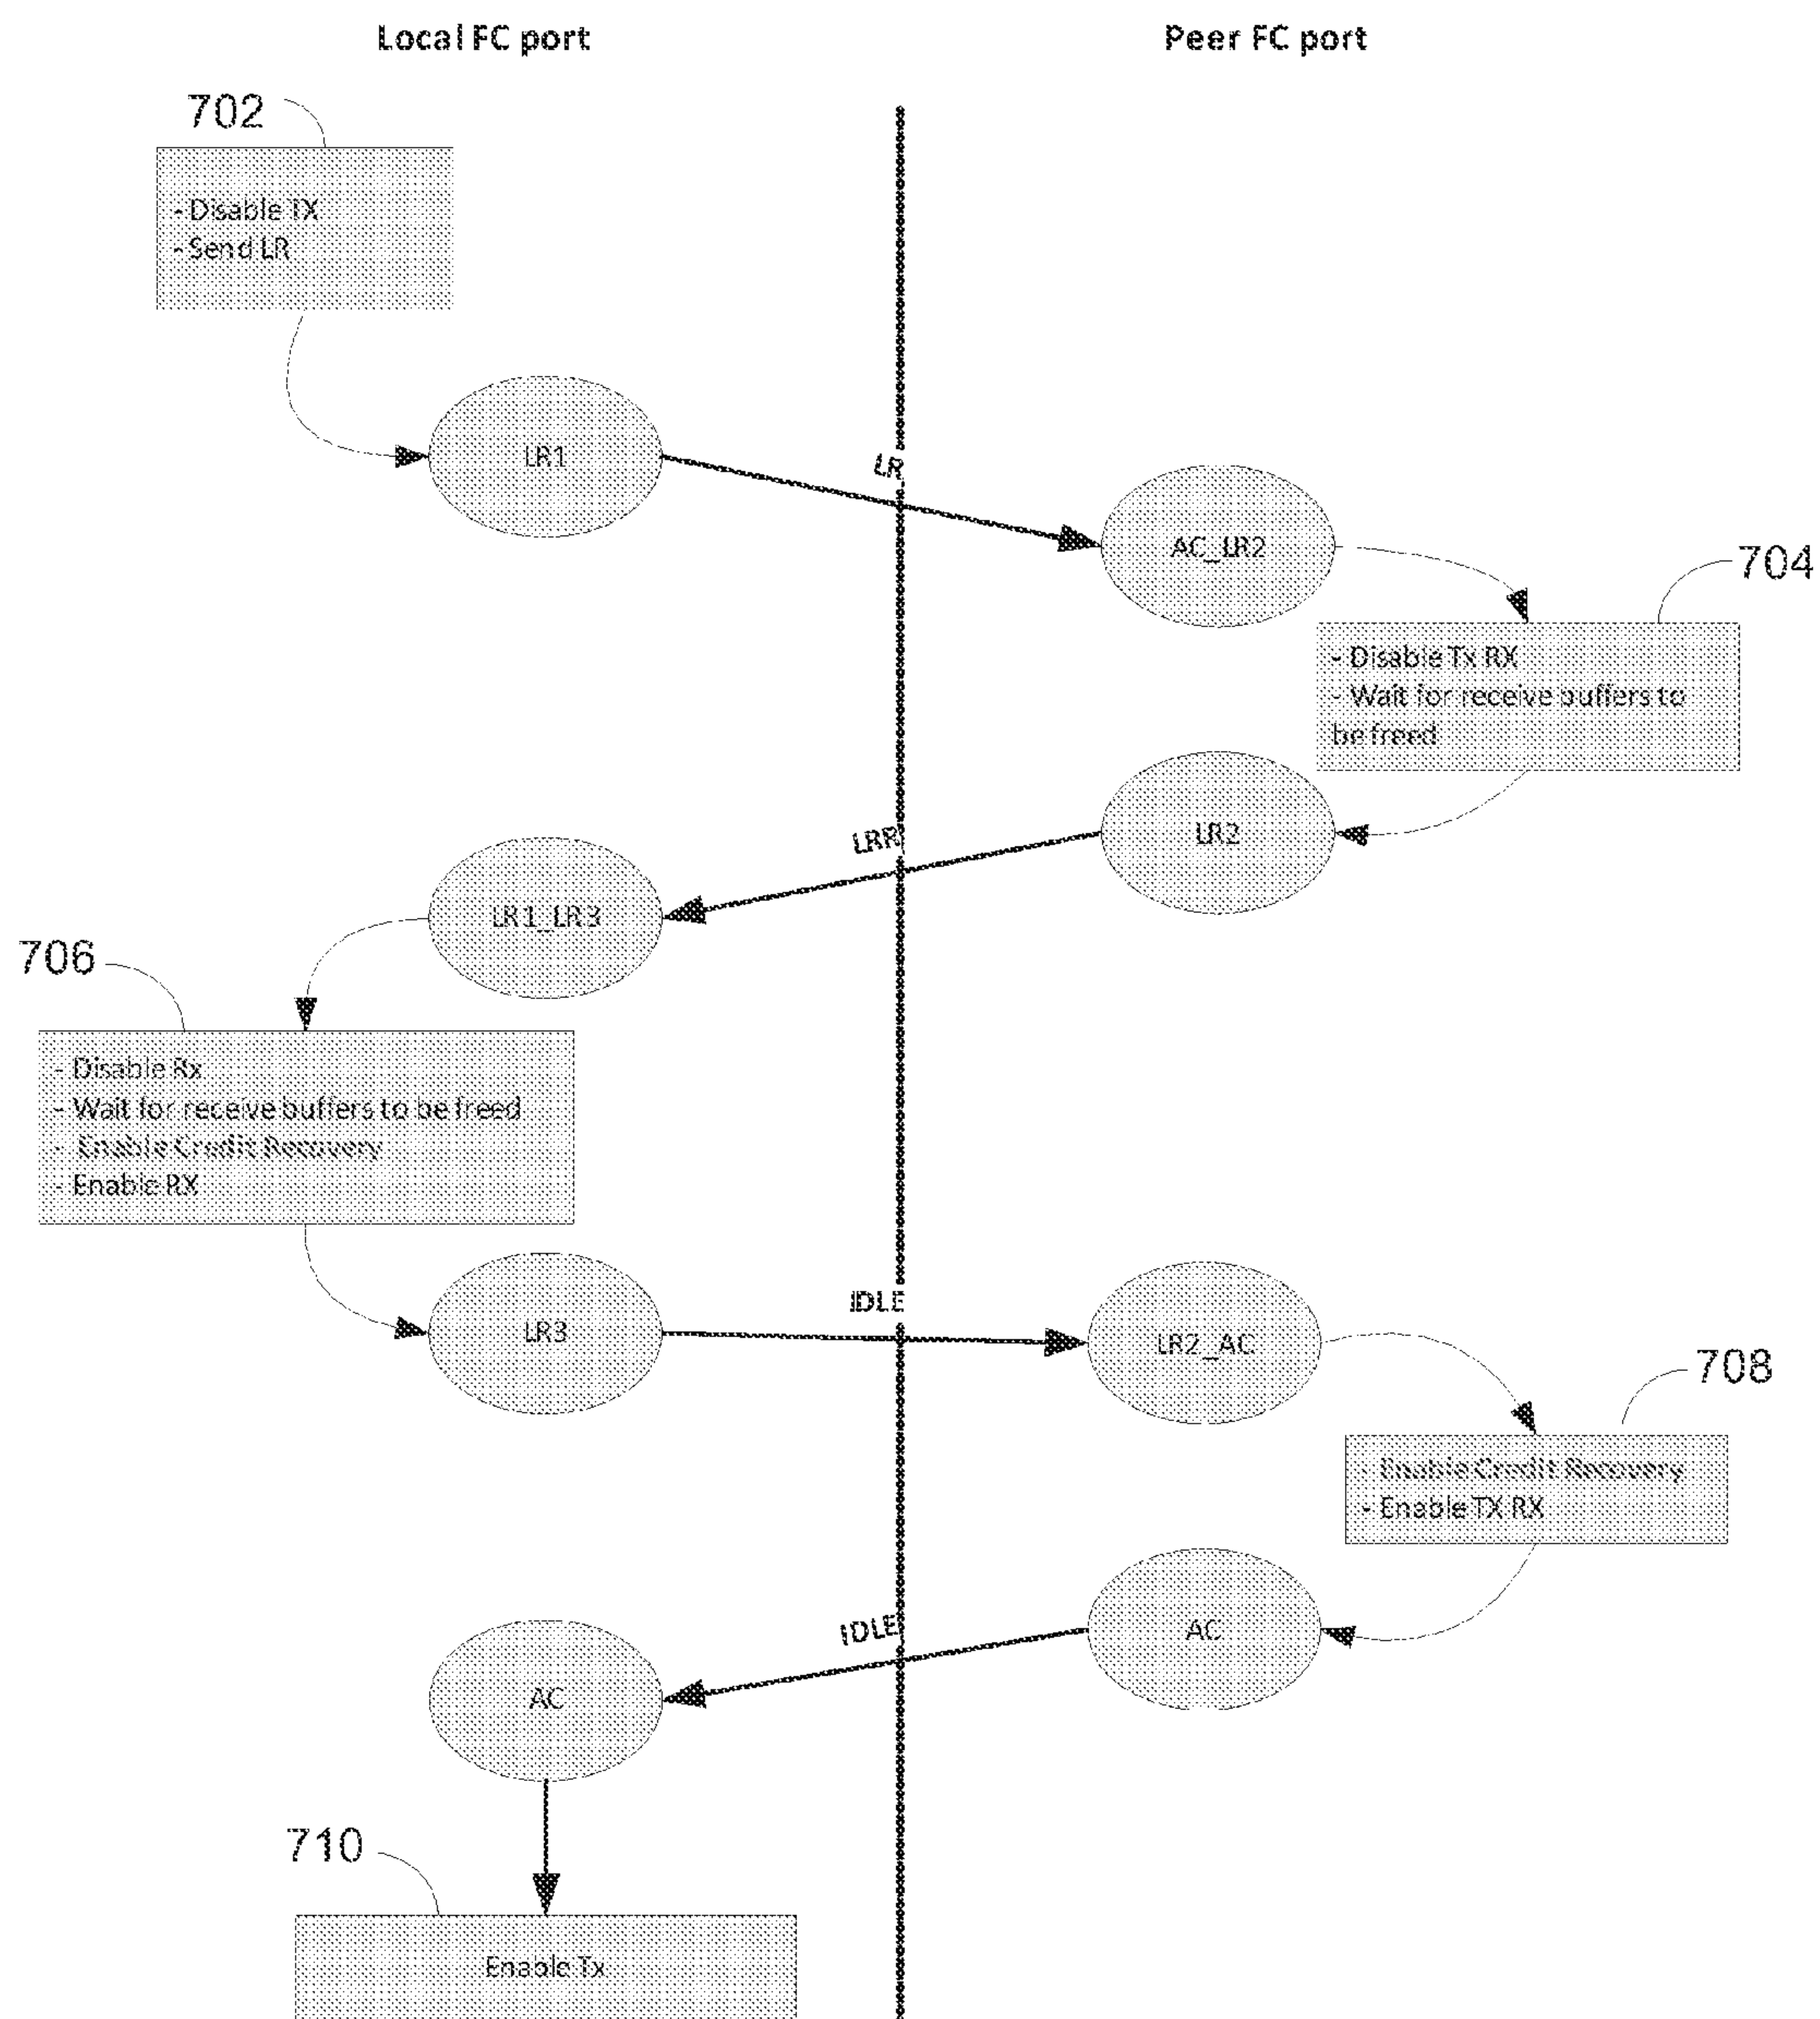 Local FC port
Peer FC port
702
- Disable TX
- Send LR
LR1
LR
AC_LR2
704
- Disable Tx RX
- Wait for receive buffers to
be freed
LR2
LRR
LR1_LR3
706
- Disable Rx
- Wait for receive buffers to be freed
- Enable Credit Recovery
- Enable RX
LR3
IDLE
LR2_AC
708
- Enable Credit Recovery
- Enable TX RX
AC
IDLE
AC
710
Enable Tx